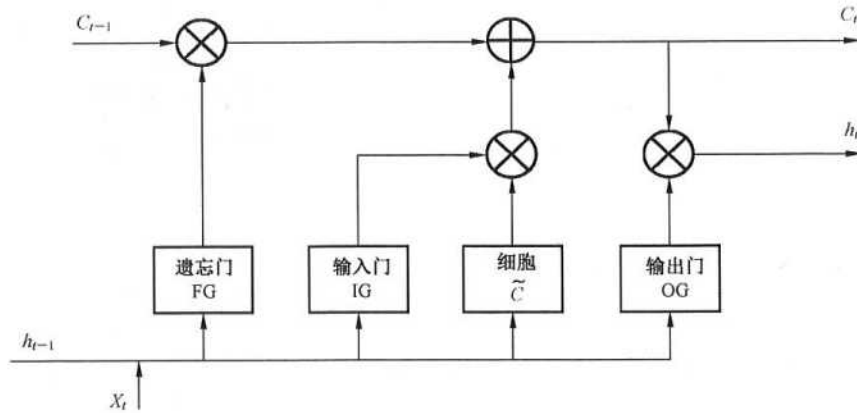 C_{t-1}
C_t
h_t
遗忘门
FG
输入门
IG
细胞
C̃
输出门
OG
h_{t-1}
X_t